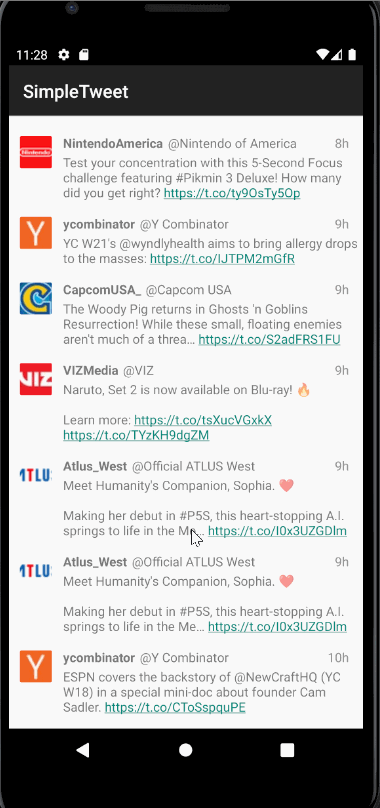 11:28
SimpleTweet
NintendoAmerica @Nintendo of America 8h
Test your concentration with this 5-Second Focus
challenge featuring #Pikmin 3 Deluxe! How many
did you get right? https://t.co/ty9OsTy5Op
ycombinator @Y Combinator 9h
YC W21's @wyndlyhealth aims to bring allergy drops
to the masses: https://t.co/IJTPM2mGfR
CapcomUSA_ @Capcom USA 9h
The Woody Pig returns in Ghosts 'n Goblins
Resurrection! While these small, floating enemies
aren't much of a threa... https://t.co/S2adFRS1FU
VIZ
VIZMedia @VIZ 9h
Naruto, Set 2 is now available on Blu-ray! 🔥
Learn more: https://t.co/tsXucVGxkX
https://t.co/TYzKH9dgZM
ATLUS
Atlus_West @Official ATLUS West 9h
Meet Humanity's Companion, Sophia. ❤️
Making her debut in #P5S, this heart-stopping A.I.
springs to life in the Me... https://t.co/I0x3UZGDlm
ATLUS
Atlus_West @Official ATLUS West 9h
Meet Humanity's Companion, Sophia. ❤️
Making her debut in #P5S, this heart-stopping A.I.
springs to life in the Me... https://t.co/I0x3UZGDlm
Y
ycombinator @Y Combinator 10h
ESPN covers the backstory of @NewCraftHQ (YC
W18) in a special mini-doc about founder Cam
Sadler. https://t.co/CToSspquPE